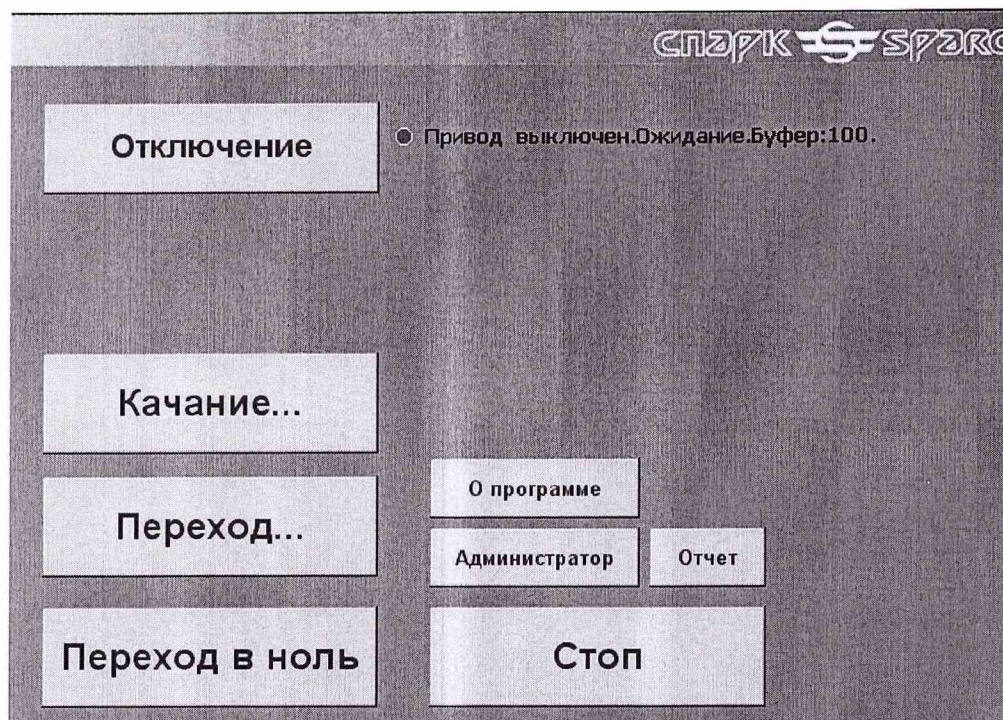 спарк S SPARC
Отключение
Привод выключен.Ожидание.Буфер:100.
Качание...
О программе
Переход...
Администратор
Отчет
Переход в ноль
Стоп